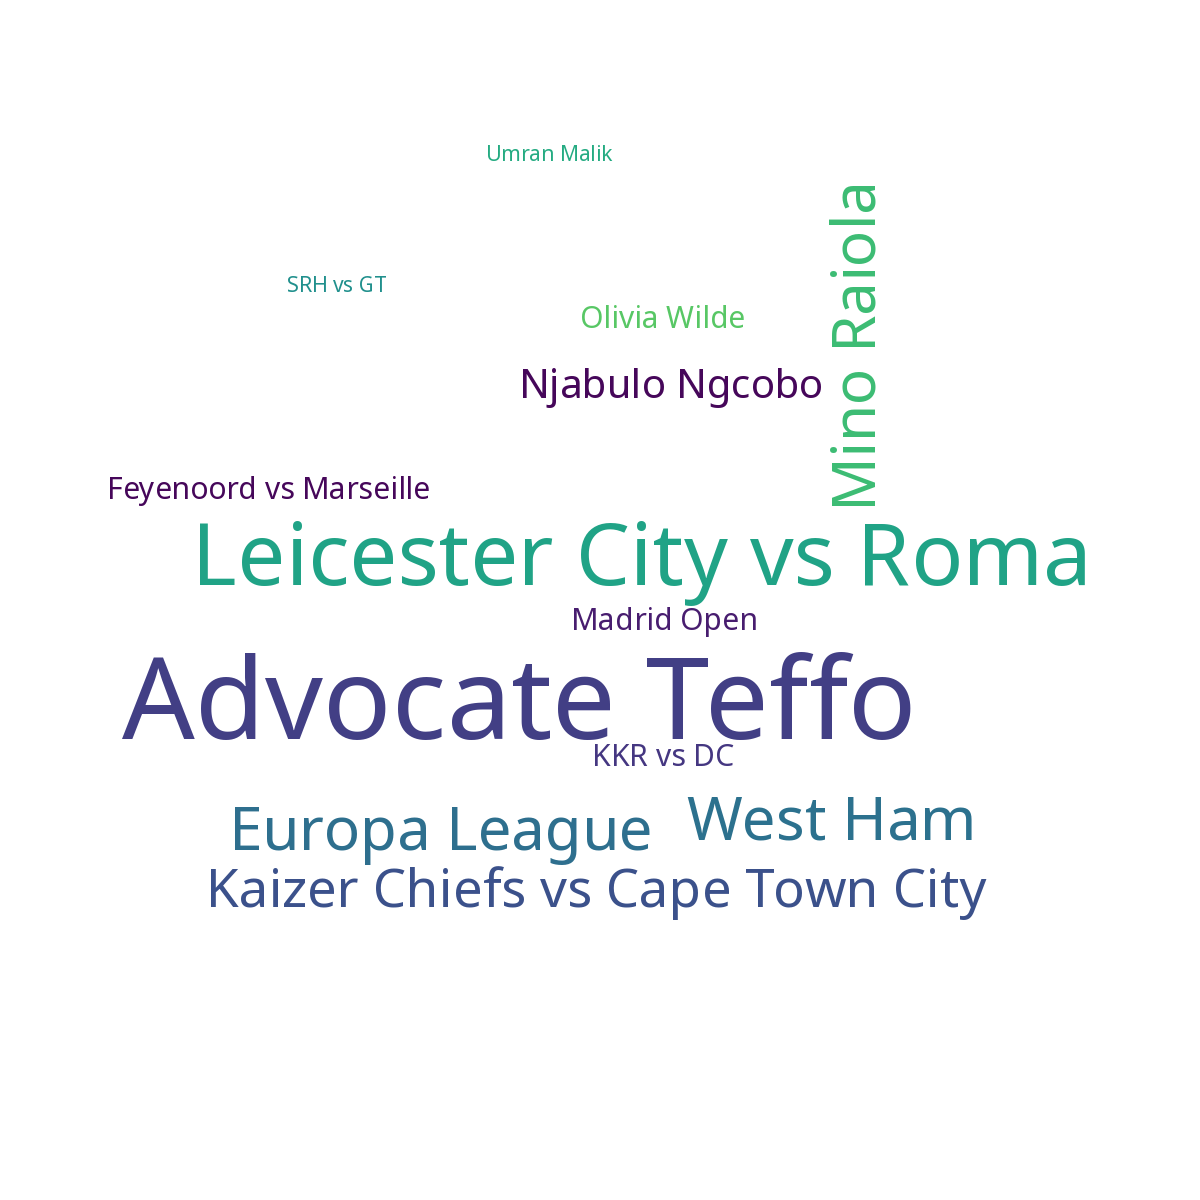 Umran Malik
Mino Raiola
SRH vs GT
Olivia Wilde
Njabulo Ngcobo
Feyenoord vs Marseille
Leicester City vs Roma
Madrid Open
Advocate Teffo
KKR vs DC
Europa League
West Ham
Kaizer Chiefs vs Cape Town City